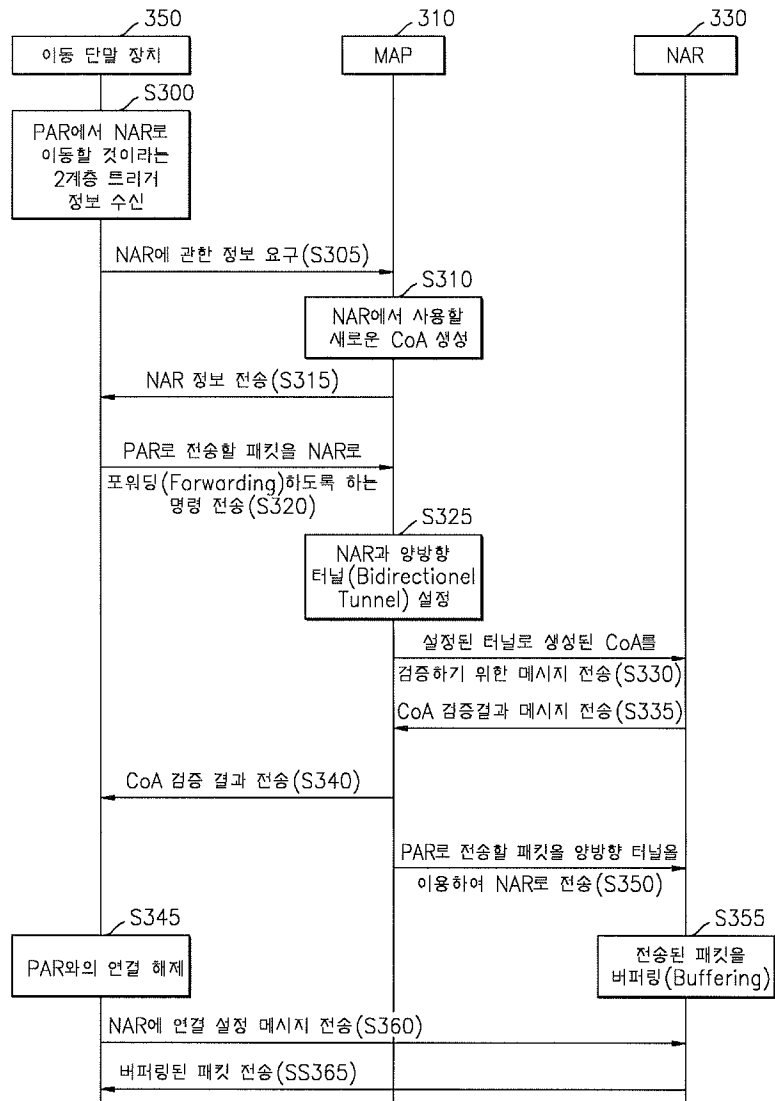 350
310
330
이동 단말 장치
MAP
NAR
S300
PAR에서 NAR로
이동할 것이라는
2계층 트리거
정보 수신
NAR에 관한 정보 요구(S305)
S310
NAR에서 사용할
새로운 CoA 생성
NAR 정보 전송(S315)
PAR로 전송할 패킷을 NAR로
포워딩(Forwarding)하도록 하는
명령 전송(S320)
S325
NAR과 양방향
터널(Bidirectionel
Tunnel) 설정
설정된 터널로 생성된 CoA를
검증하기 위한 메시지 전송(S330)
CoA 검증결과 메시지 전송(S335)
CoA 검증 결과 전송(S340)
PAR로 전송할 패킷을 양방향 터널을
이용하여 NAR로 전송(S350)
S345
PAR와의 연결 해제
S355
전송된 패킷을
버퍼링(Buffering)
NAR에 연결 설정 메시지 전송(S360)
버퍼링된 패킷 전송(SS365)